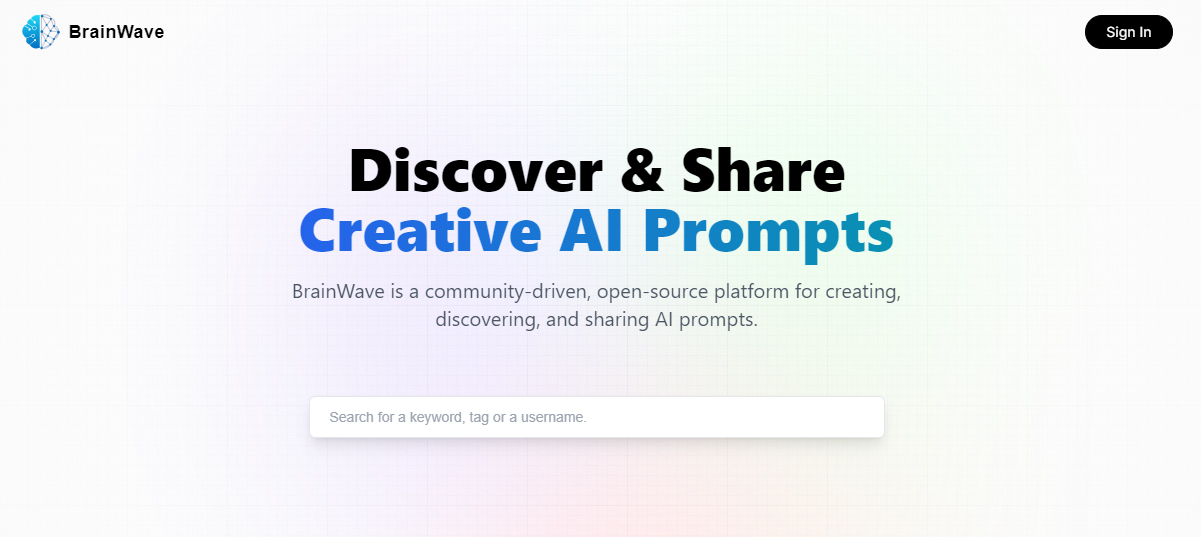 BrainWave
Sign In
Discover & Share
Creative AI Prompts
BrainWave is a community-driven, open-source platform for creating,
discovering, and sharing AI prompts.
Search for a keyword, tag or a username.